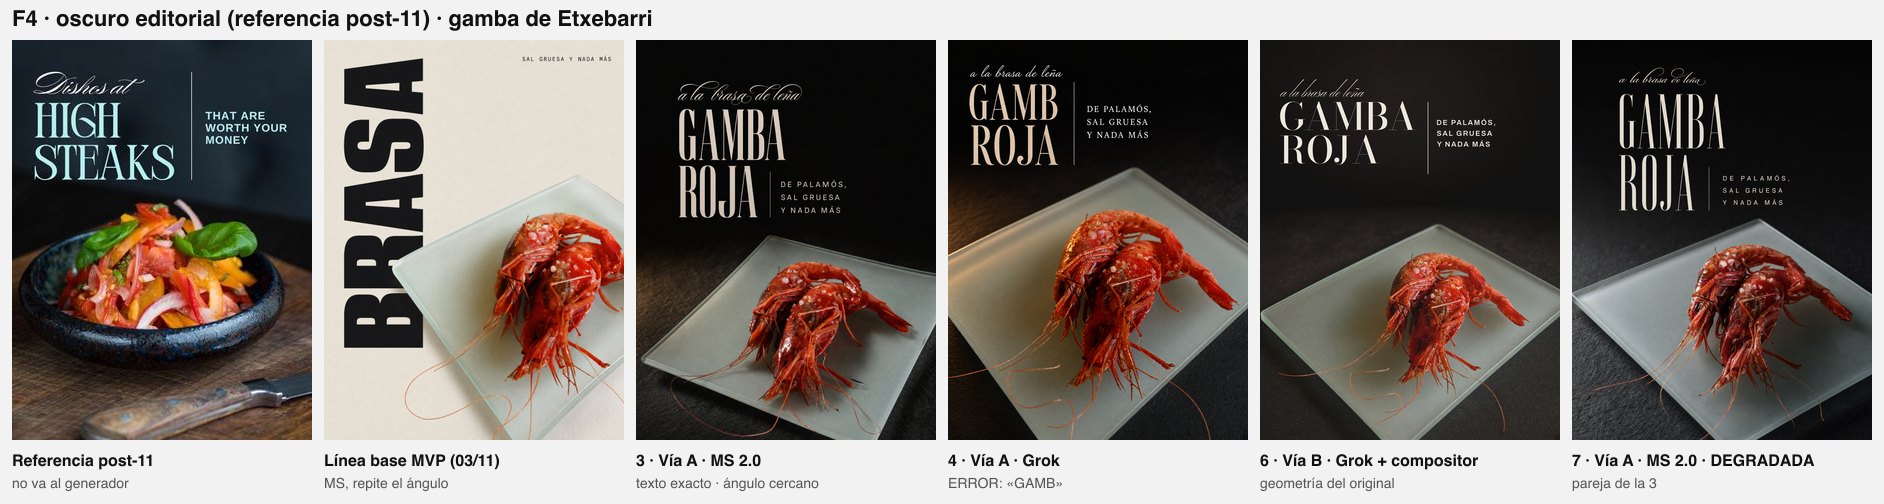 F4 · oscuro editorial (referencia post-11) · gamba de Etxebarri
Dishes at
HIGH
STEAKS
THAT ARE
WORTH YOUR
MONEY
Referencia post-11
no va al generador
SAL GRUESA Y NADA MÁS
BRASA
Línea base MVP (03/11)
MS, repite el ángulo
a la brasa de leña
GAMBA
ROJA
DE PALAMÓS,
SAL GRUESA
Y NADA MÁS
3 · Vía A · MS 2.0
texto exacto · ángulo cercano
a la brasa de leña
GAMB
ROJA
DE PALAMÓS,
SAL GRUESA
Y NADA MÁS
4 · Vía A · Grok
ERROR: «GAMB»
a la brasa de leña
GAMBA
ROJA
DE PALAMÓS,
SAL GRUESA
Y NADA MÁS
6 · Vía B · Grok + compositor
geometría del original
a la brasa de leña
GAMBA
ROJA
DE PALAMÓS,
SAL GRUESA
Y NADA MÁS
7 · Vía A · MS 2.0 · DEGRADADA
pareja de la 3